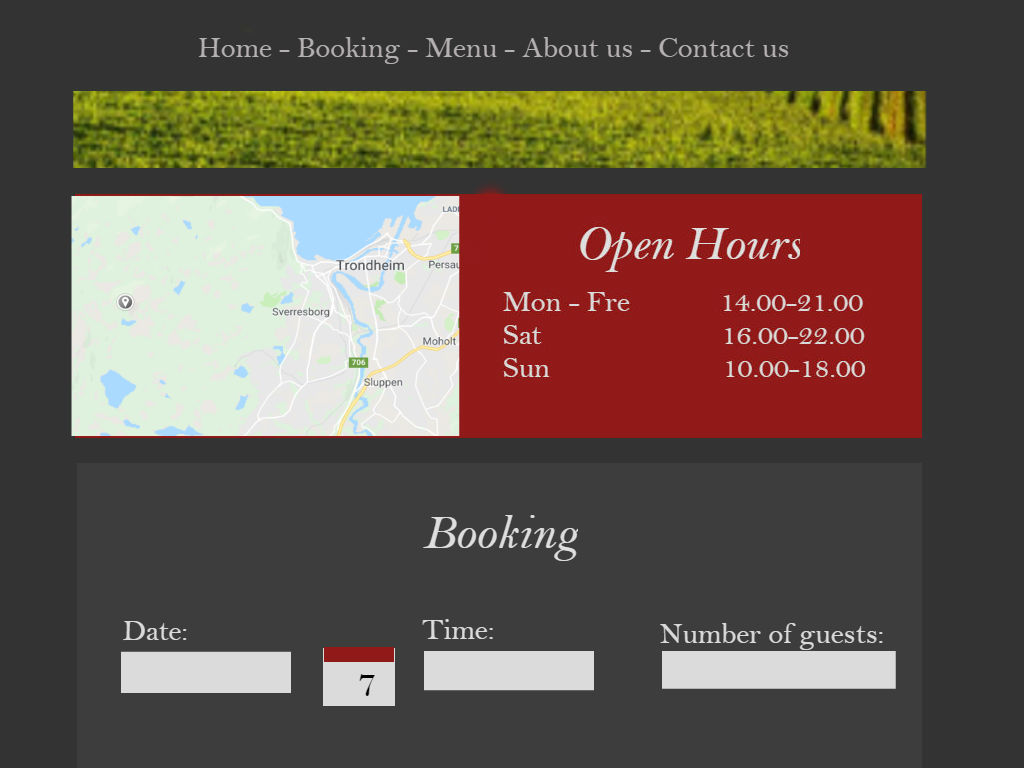 Home - Booking - Menu - About us - Contact us
Trondheim
Persau
Sverresborg
Moholt
706
Sluppen
Open Hours
Mon - Fre 14.00-21.00
Sat 16.00-22.00
Sun 10.00-18.00
Booking
Date:
Time:
Number of guests:
7